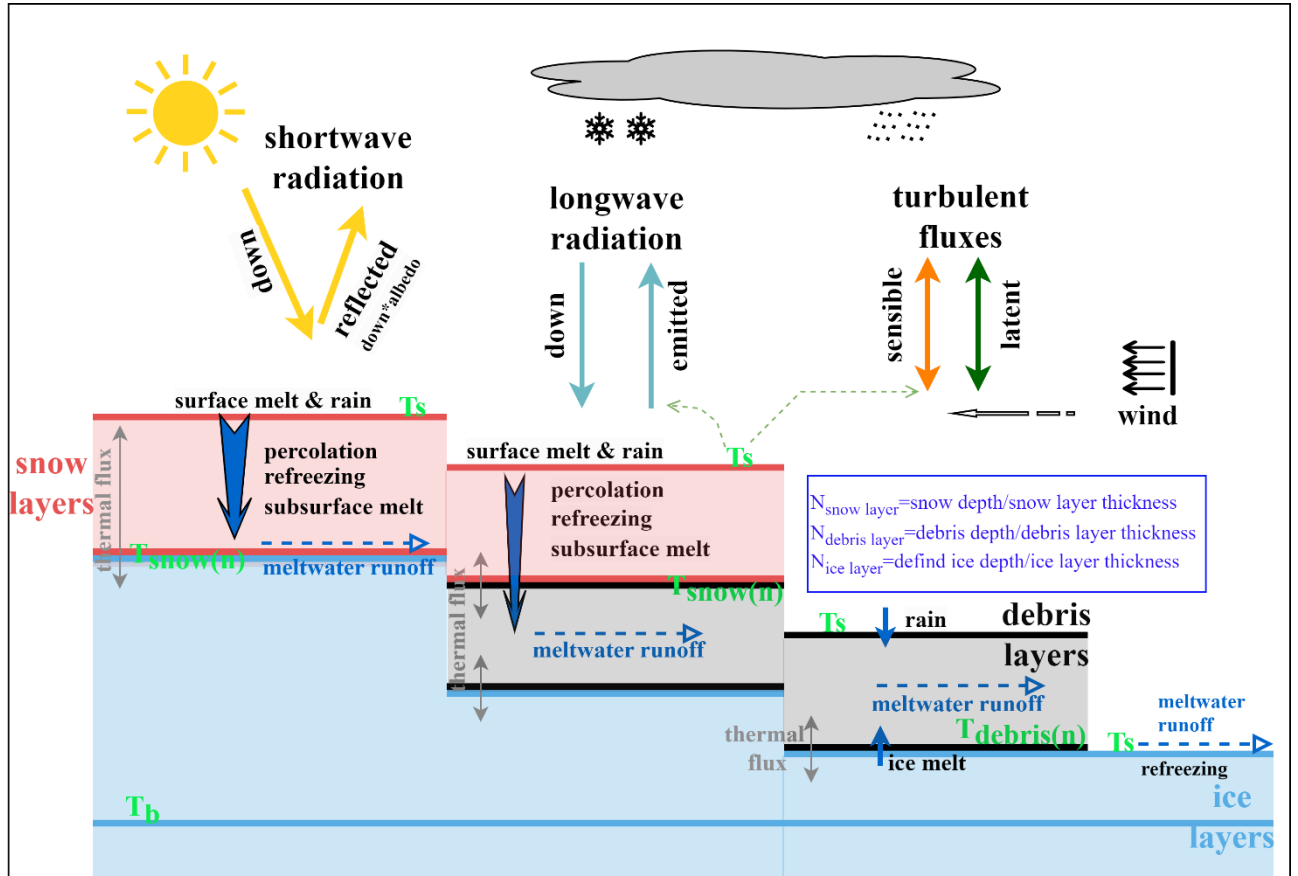 shortwave
radiation
down
reflected
down*albedo
longwave
radiation
down
emitted
turbulent
fluxes
sensible
latent
wind
surface melt & rain
Ts
snow
layers
thermal flux
percolation
refreezing
subsurface melt
Tsnow(n)
meltwater runoff
surface melt & rain
Ts
percolation
refreezing
subsurface melt
Tsnow(n)
thermal flux
meltwater runoff
Nsnow layer=snow depth/snow layer thickness
Ndebris layer=debris depth/debris layer thickness
Nice layer=defind ice depth/ice layer thickness
Ts
rain
debris
layers
meltwater runoff
thermal
flux
Tdebris(n)
ice melt
Ts
meltwater
runoff
refreezing
ice
layers
Tb